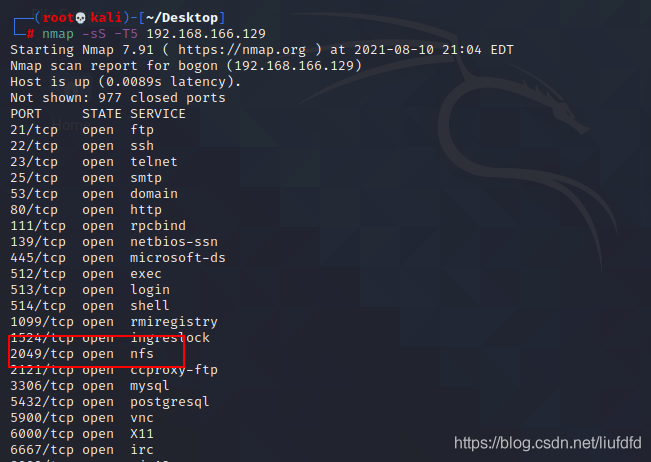 (root💀kali)-[~/Desktop]
# nmap -sS -T5 192.168.166.129
Starting Nmap 7.91 ( https://nmap.org ) at 2021-08-10 21:04 EDT
Nmap scan report for bogon (192.168.166.129)
Host is up (0.0089s latency).
Not shown: 977 closed ports
PORT     STATE SERVICE
21/tcp   open  ftp
22/tcp   open  ssh
23/tcp   open  telnet
25/tcp   open  smtp
53/tcp   open  domain
80/tcp   open  http
111/tcp  open  rpcbind
139/tcp  open  netbios-ssn
445/tcp  open  microsoft-ds
512/tcp  open  exec
513/tcp  open  login
514/tcp  open  shell
1099/tcp open  rmiregistry
1524/tcp open  ingreslock
2049/tcp open  nfs
2121/tcp open  ccproxy-ftp
3306/tcp open  mysql
5432/tcp open  postgresql
5900/tcp open  vnc
6000/tcp open  X11
6667/tcp open  irc
https://blog.csdn.net/liufdfd